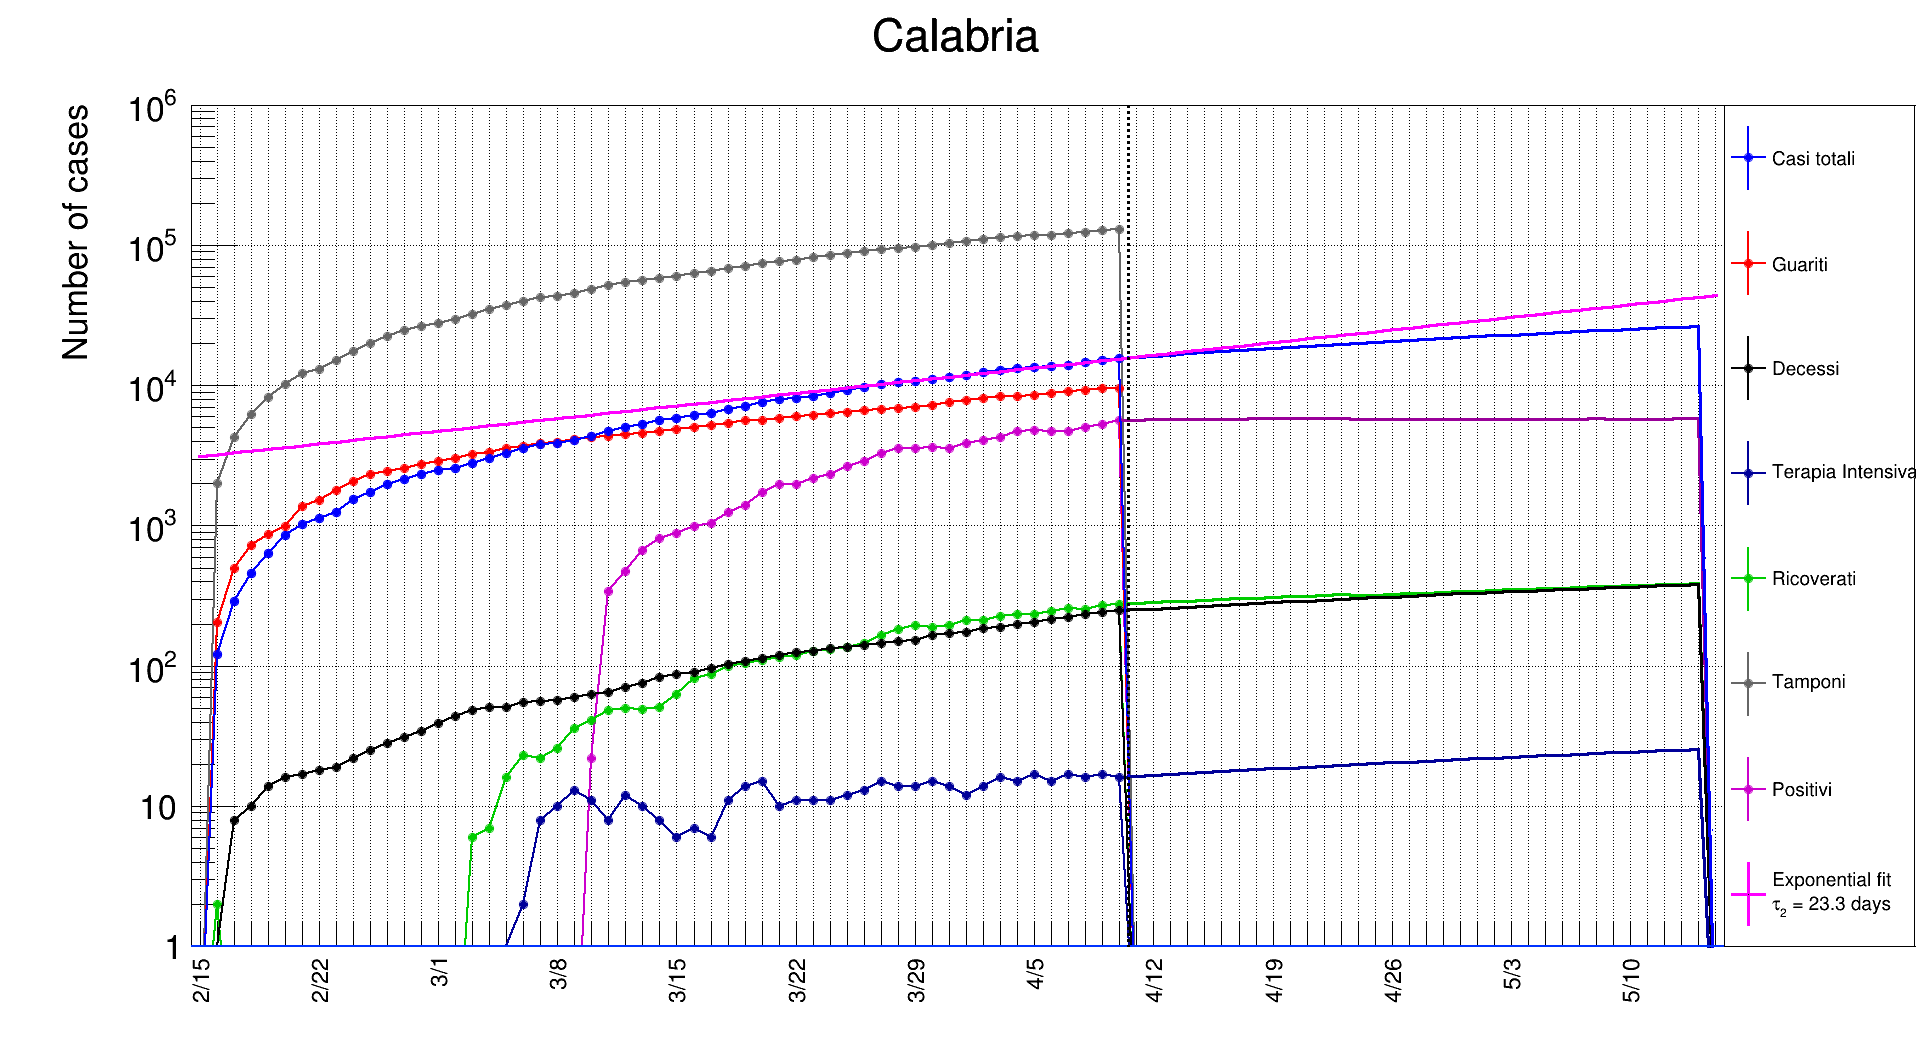 Calabria
Number of cases
10^6
10^5
10^4
10^3
10^2
10
1
2/15
2/22
3/1
3/8
3/15
3/22
3/29
4/5
4/12
4/19
4/26
5/3
5/10
Casi totali
Guariti
Decessi
Terapia Intensiva
Ricoverati
Tamponi
Positivi
Exponential fit
τ_2 = 23.3 days